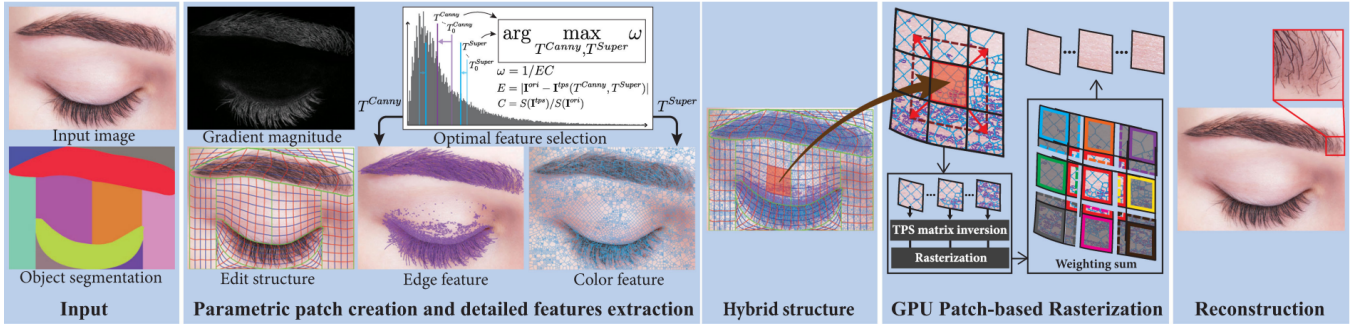 Input image
Object segmentation
Input
Gradient magnitude
T^{Canny}
T_0^{Canny}
T^{Super}
T_0^{Super}
arg max ω
T^{Canny},T^{Super}
ω = 1/EC
E = |I^{ori} − I^{tps}(T^{Canny}, T^{Super})|
C = S(I^{tps})/S(I^{ori})
T^{Canny}
T^{Super}
Optimal feature selection
Edit structure
Edge feature
Color feature
Parametric patch creation and detailed features extraction
Hybrid structure
...
...
TPS matrix inversion
Rasterization
...
...
Weighting sum
GPU Patch-based Rasterization
Reconstruction